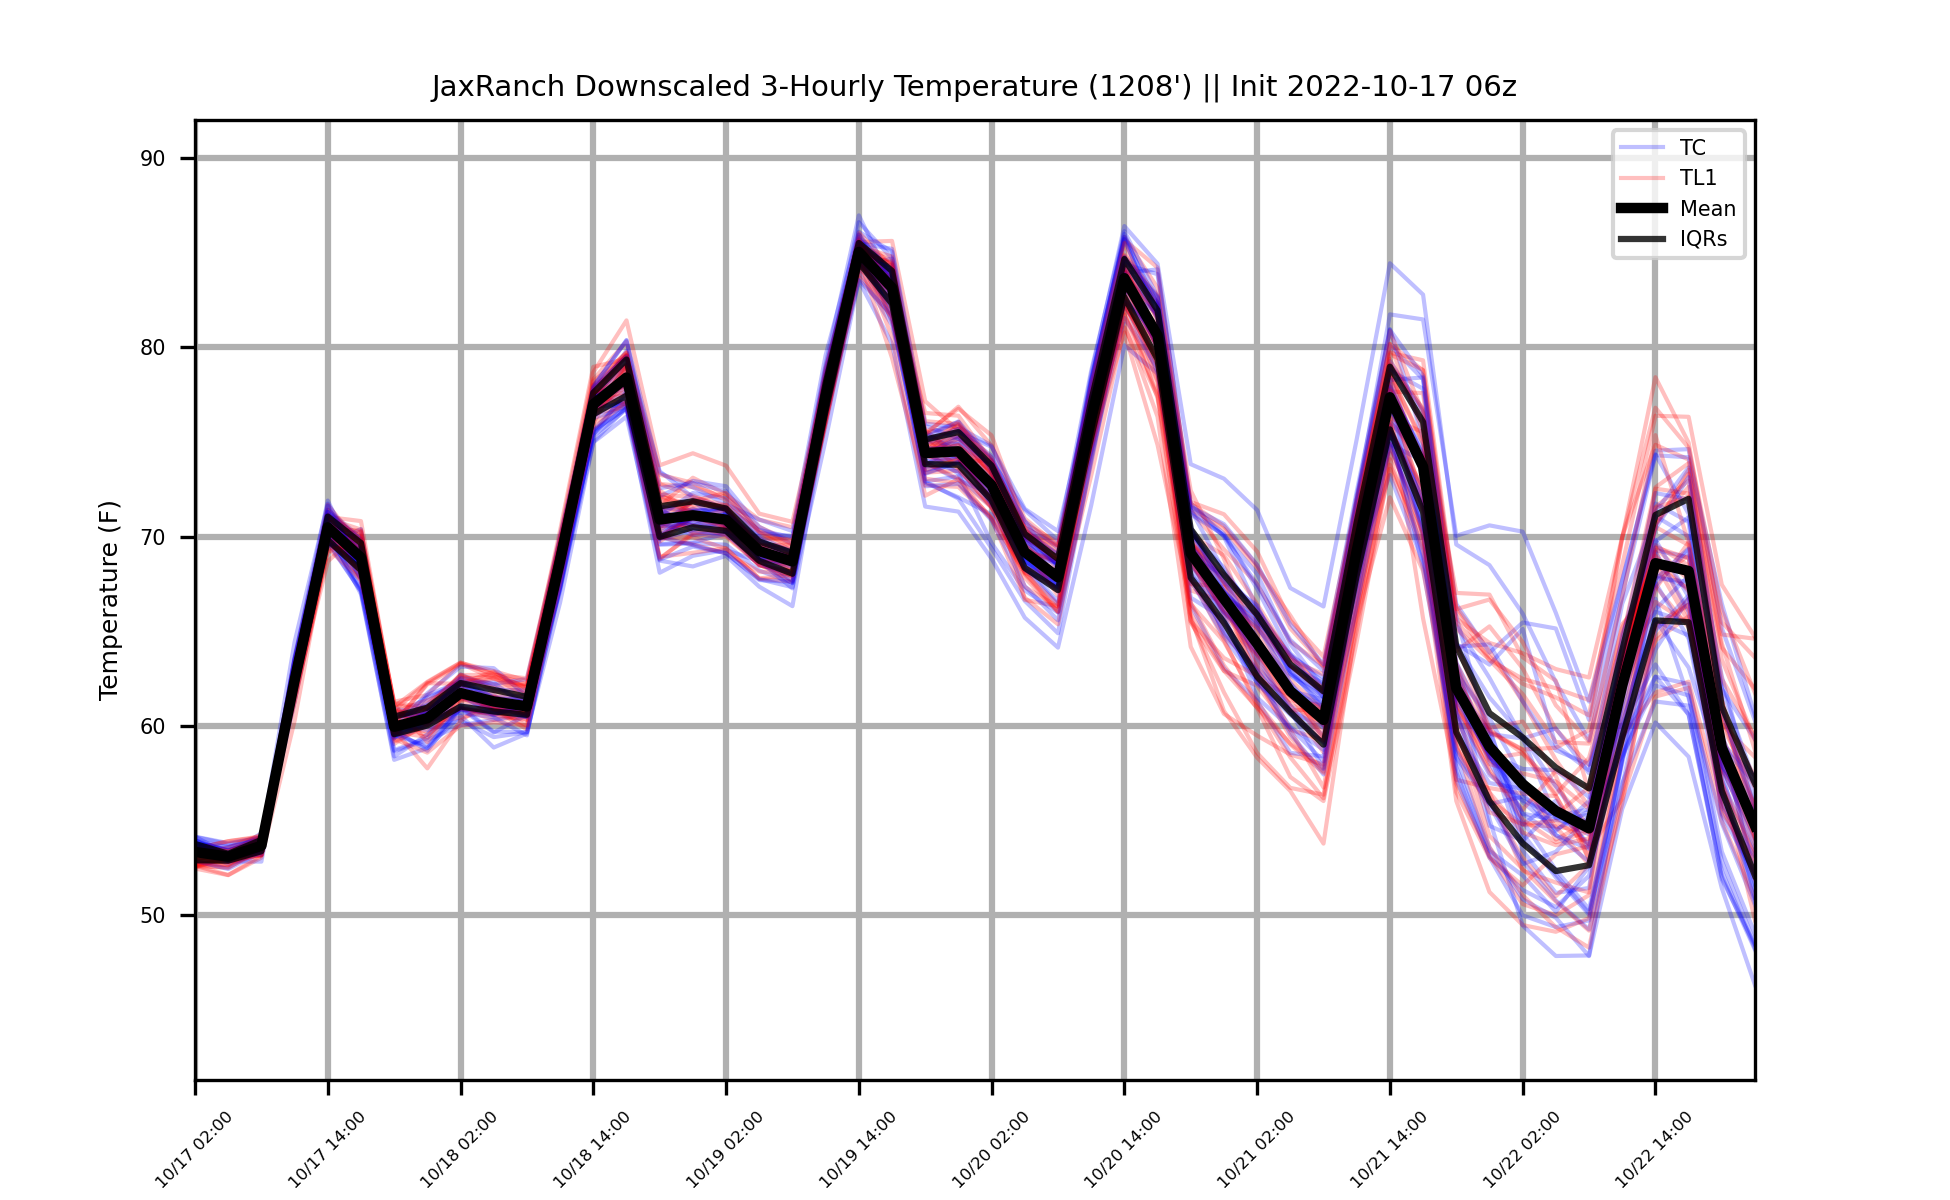 JaxRanch Downscaled 3-Hourly Temperature (1208') || Init 2022-10-17 06z
TC
TL1
Mean
IQRs
Temperature (F)
90
80
70
60
50
10/17 02:00
10/17 14:00
10/18 02:00
10/18 14:00
10/19 02:00
10/19 14:00
10/20 02:00
10/20 14:00
10/21 02:00
10/21 14:00
10/22 02:00
10/22 14:00